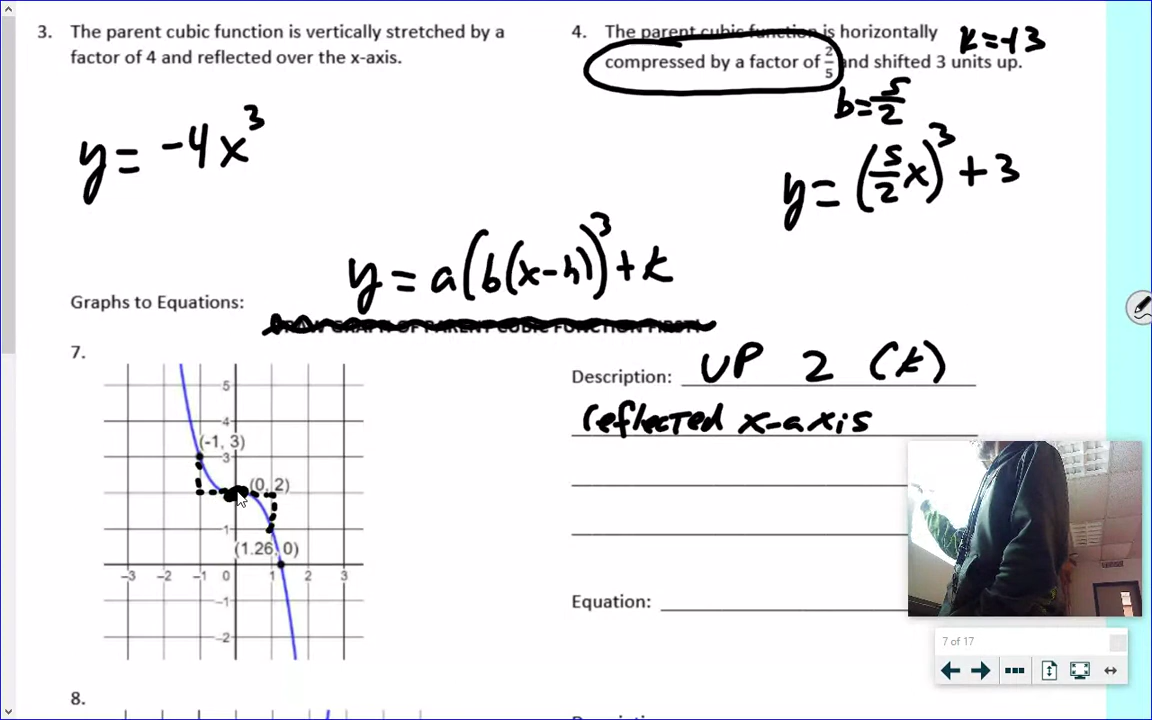 3. The parent cubic function is vertically stretched by a
factor of 4 and reflected over the x-axis.
y = -4x³
4. The parent cubic function is horizontally
compressed by a factor of 2/5 and shifted 3 units up.
k=+3
b=5/2
y = (5/2 x)³ + 3
y = a(b(x-h))³ + k
Graphs to Equations:
7.
5
4
(-1, 3)
3
(0, 2)
1
(1.26, 0)
-3 -2 -1 0 1 2 3
-1
-2
Description: UP 2 (k)
reflected x-axis
Equation:
7 of 17
8.